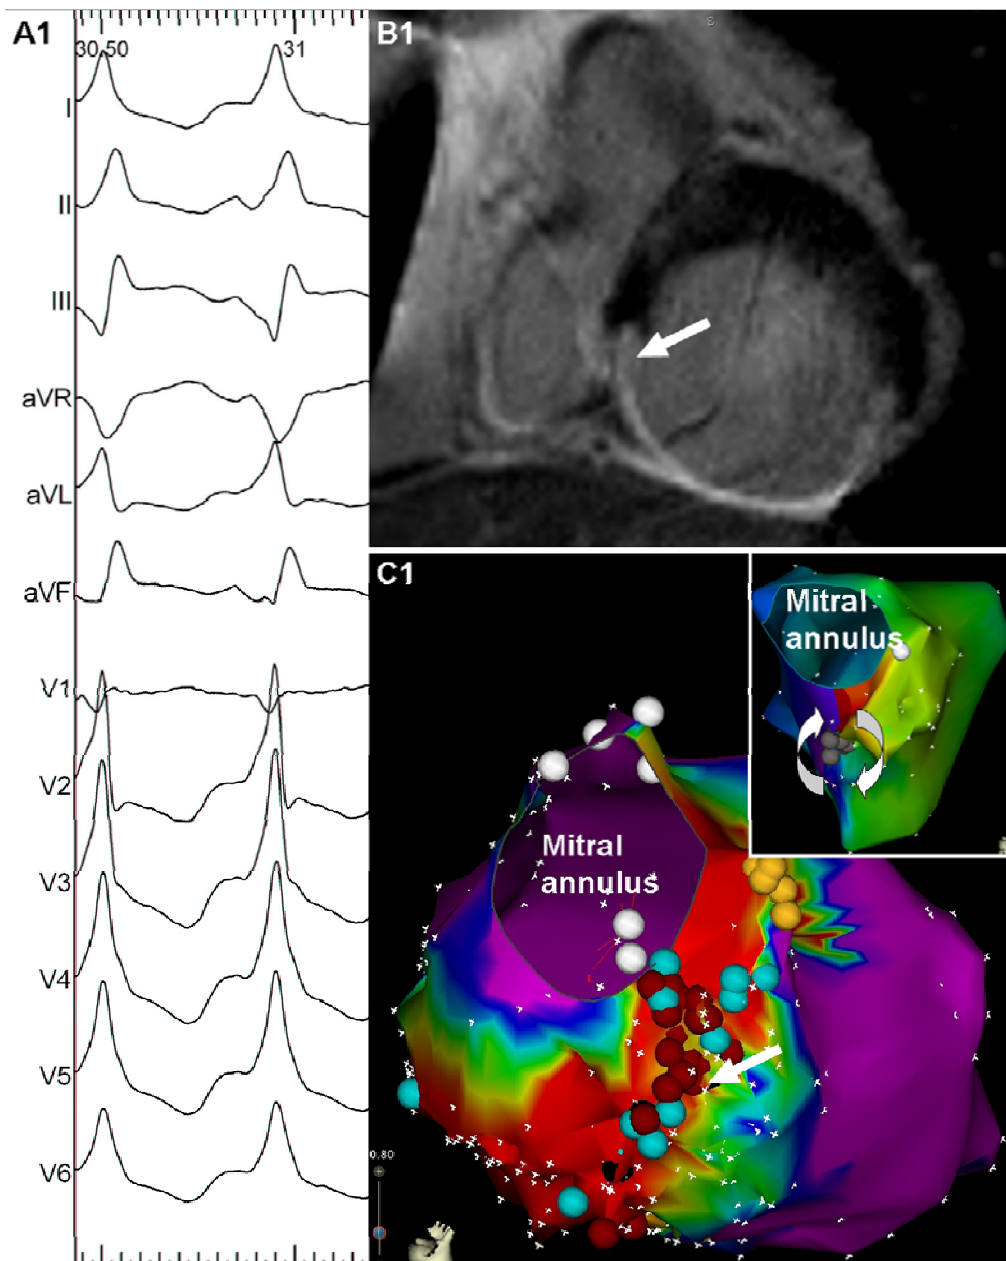 A1
30,50
31
I
II
III
aVR
aVL
aVF
V1
V2
V3
V4
V5
V6
B1
S
C1
Mitral
annulus
Mitral
annulus
0.80